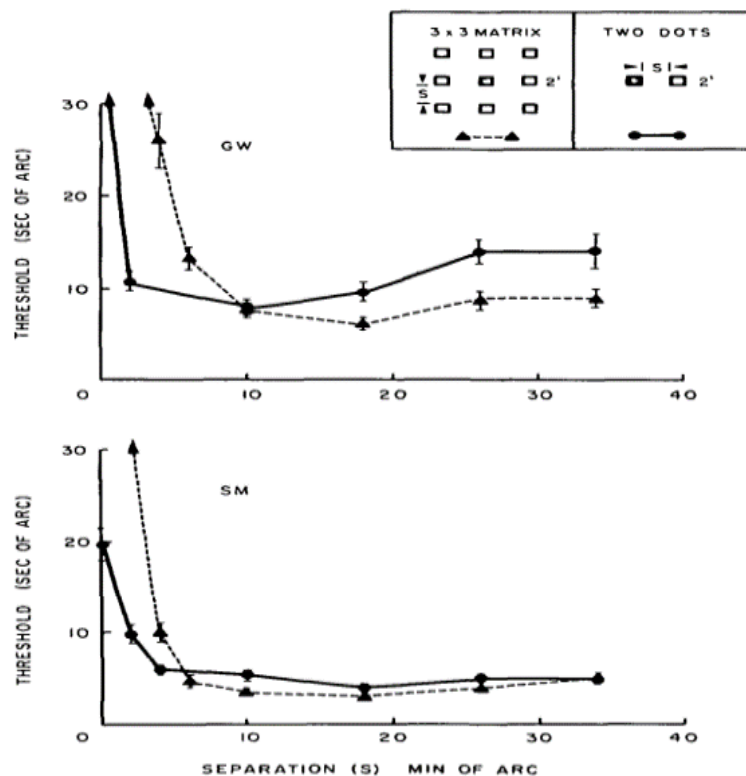 3 x 3 MATRIX
TWO DOTS
S
2'
S
2'
30
20
10
0
THRESHOLD (SEC OF ARC)
GW
10
20
30
40
30
20
10
0
THRESHOLD (SEC OF ARC)
SM
10
20
30
40
SEPARATION (S) MIN OF ARC